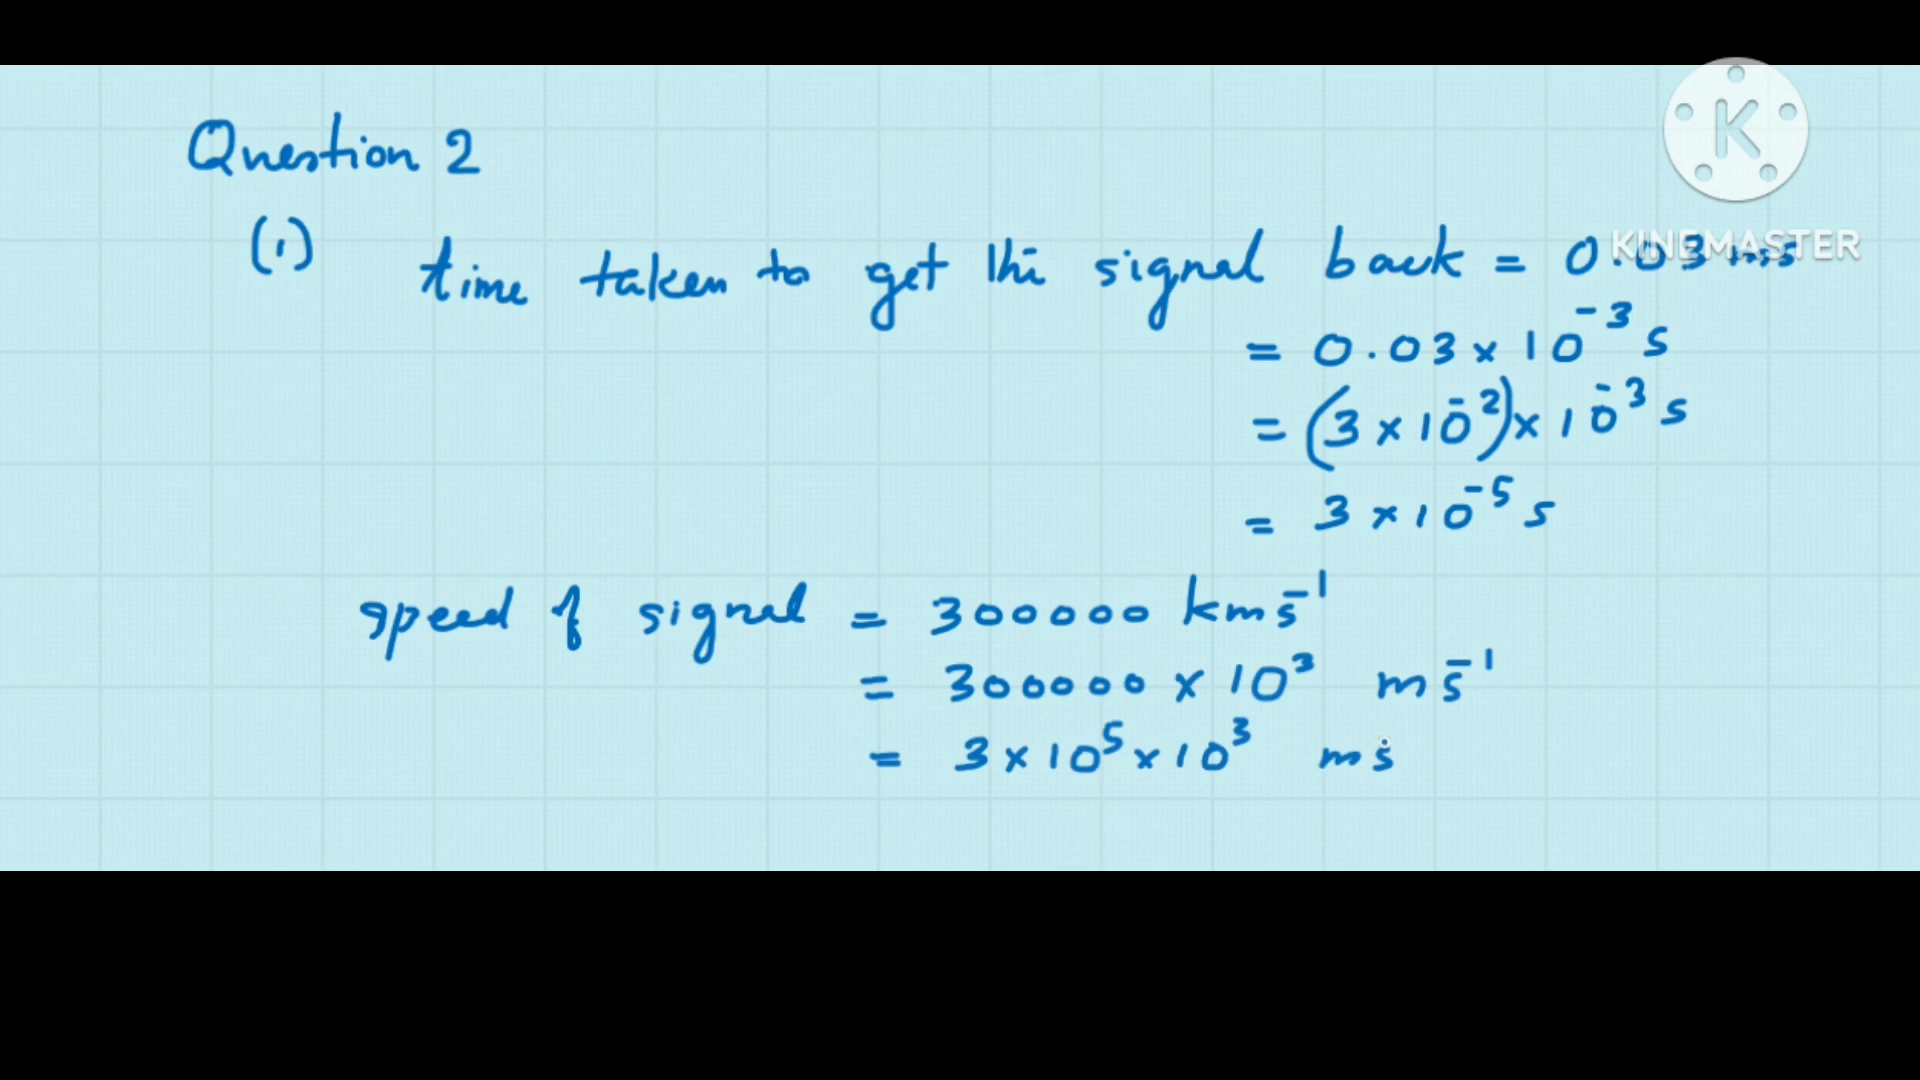 Question 2
K
KINEMASTER
(1) time taken to get the signal back = 0.03 ms
= 0.03 x 10⁻³ s
= (3 x 10⁻²) x 10⁻³ s
= 3 x 10⁻⁵ s
speed of signal = 300000 kms⁻¹
= 300000 x 10³ ms⁻¹
= 3 x 10⁵ x 10³ ms